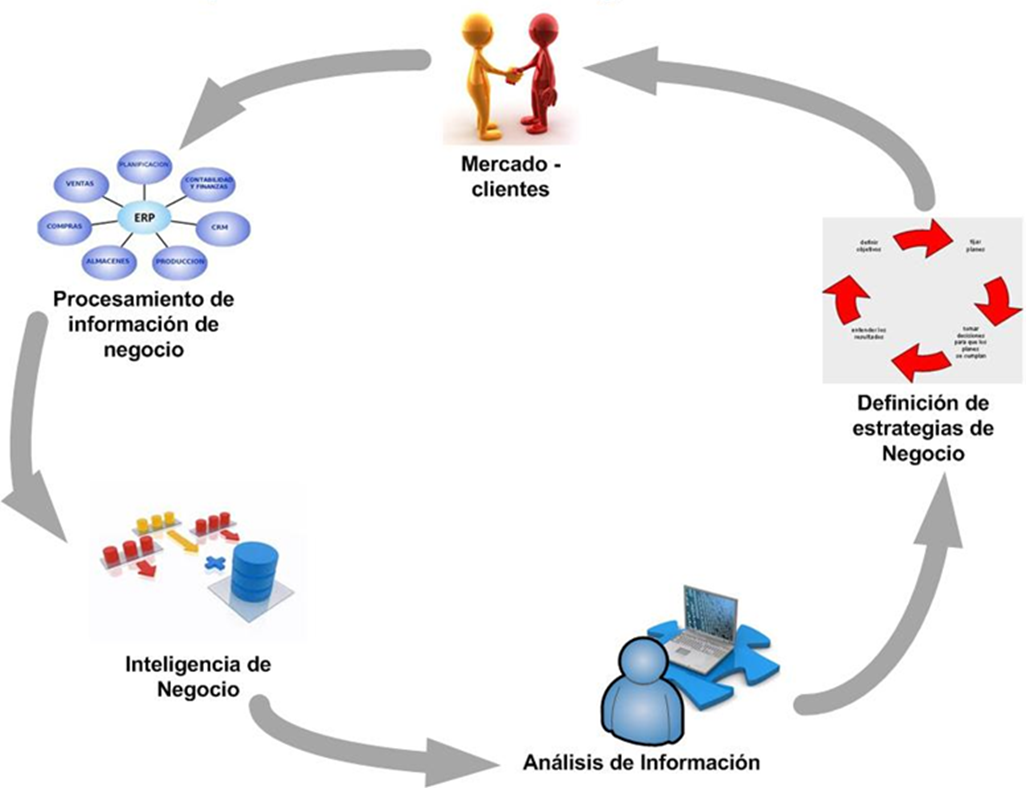 Mercado -
clientes
PLANIFICACION
VENTAS
CONTABILIDAD
Y FINANZAS
ERP
COMPRAS
CRM
ALMACENES
PRODUCCION
Procesamiento de
información de
negocio
Inteligencia de
Negocio
Análisis de Información
definir
objetivos
fijar
planes
tomar
decisiones
para que los
planes
se cumplan
entender los
resultados
Definición de
estrategias de
Negocio